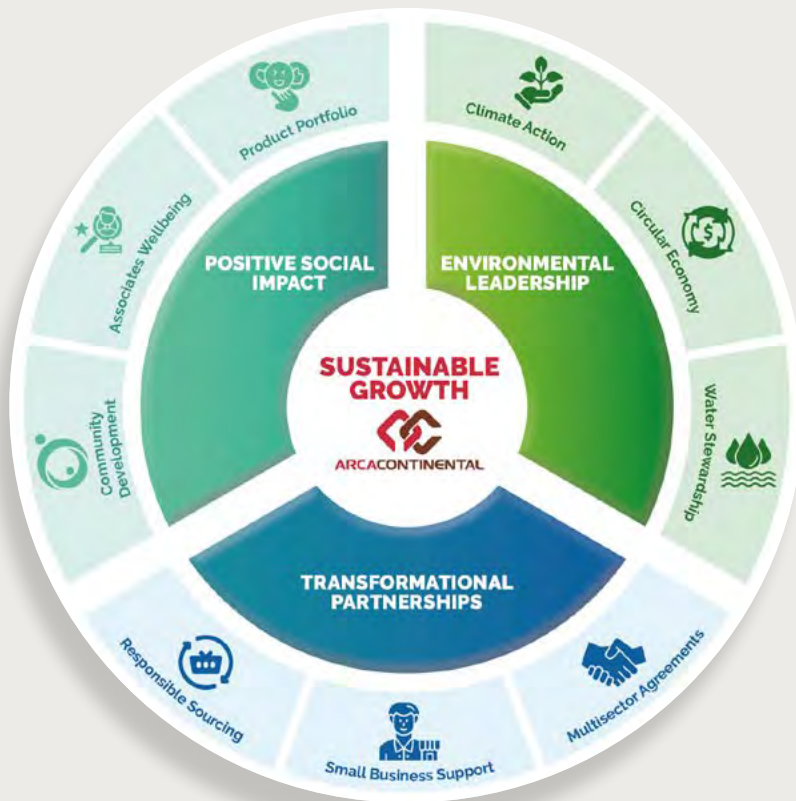 Product Portfolio
Climate Action
Associates Wellbeing
Circular Economy
POSITIVE SOCIAL
IMPACT
ENVIRONMENTAL
LEADERSHIP
SUSTAINABLE
GROWTH
ARCACONTINENTAL
Community
Development
Water Stewardship
TRANSFORMATIONAL
PARTNERSHIPS
Responsible Sourcing
Small Business Support
Multisector Agreements